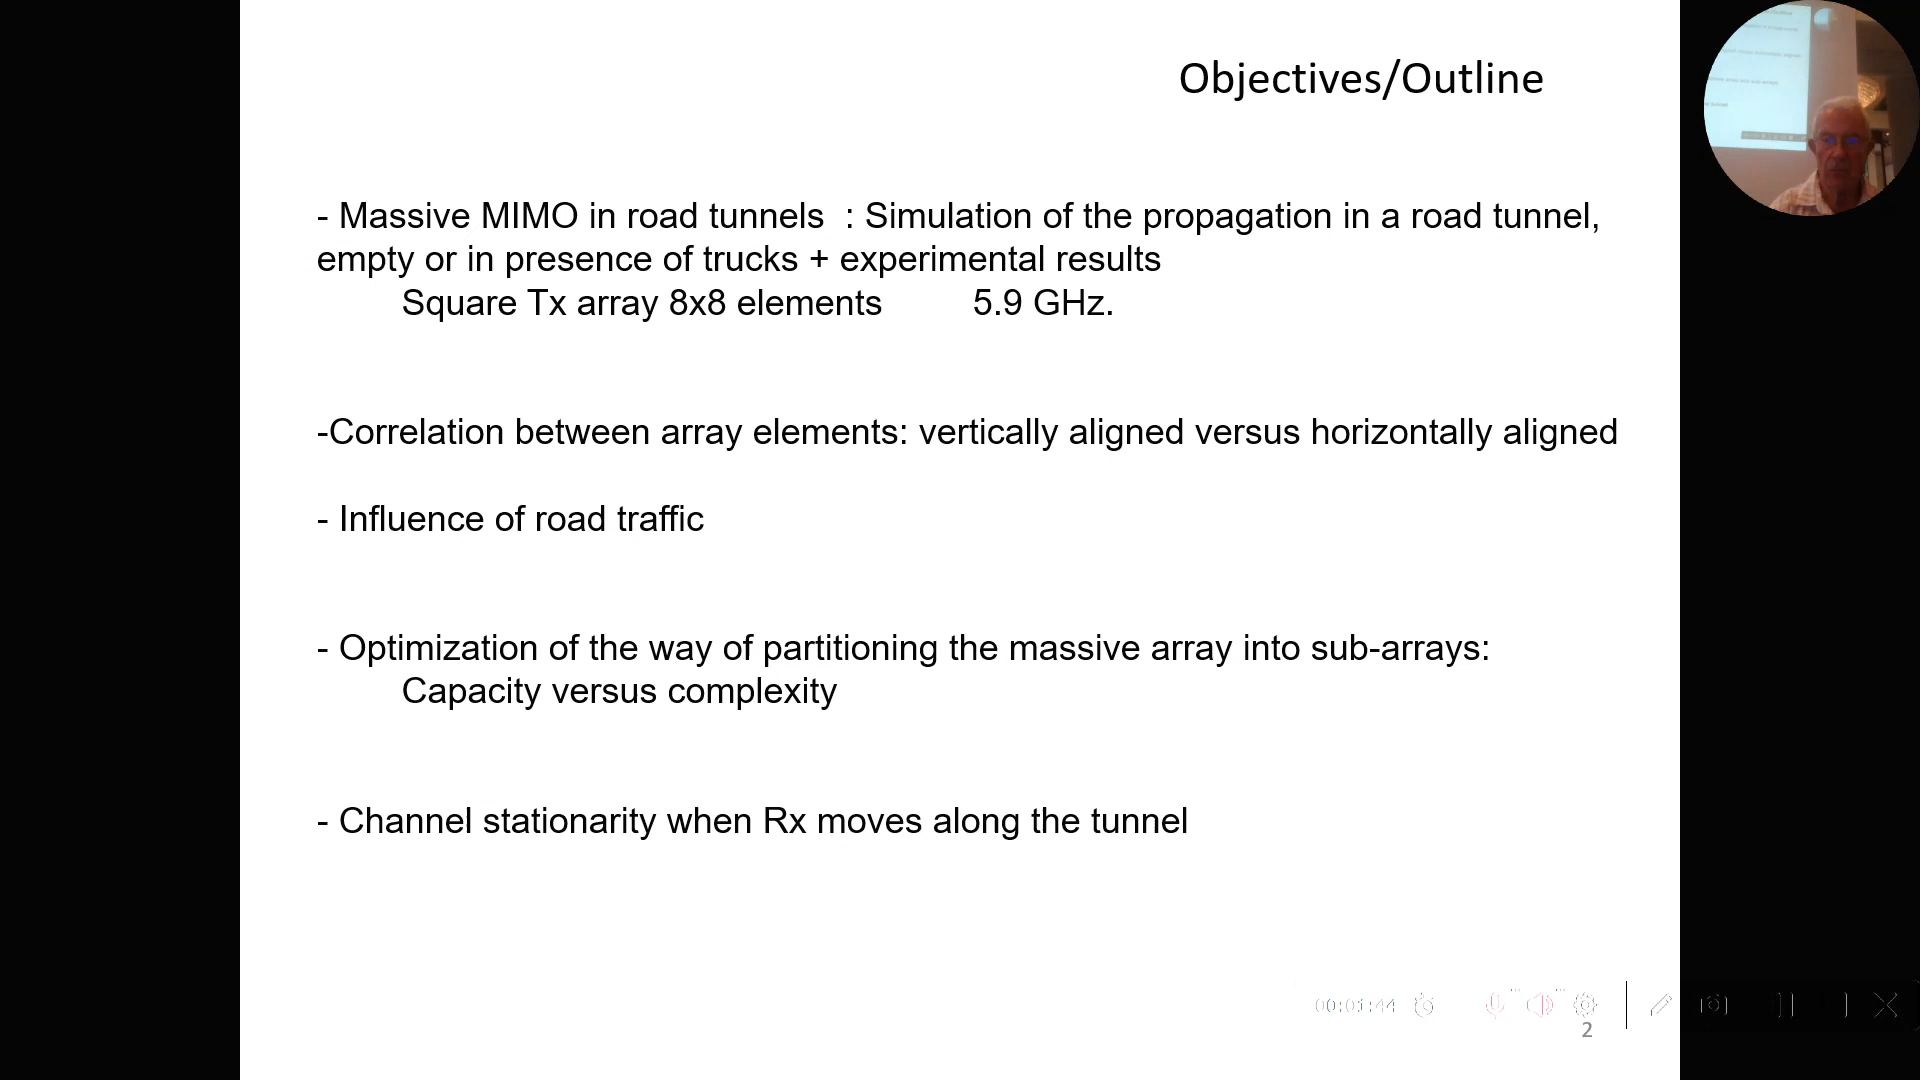 Objectives/Outline
- Massive MIMO in road tunnels : Simulation of the propagation in a road tunnel,
empty or in presence of trucks + experimental results
Square Tx array 8x8 elements 5.9 GHz.
-Correlation between array elements: vertically aligned versus horizontally aligned
- Influence of road traffic
- Optimization of the way of partitioning the massive array into sub-arrays:
Capacity versus complexity
- Channel stationarity when Rx moves along the tunnel
00:01:44
2